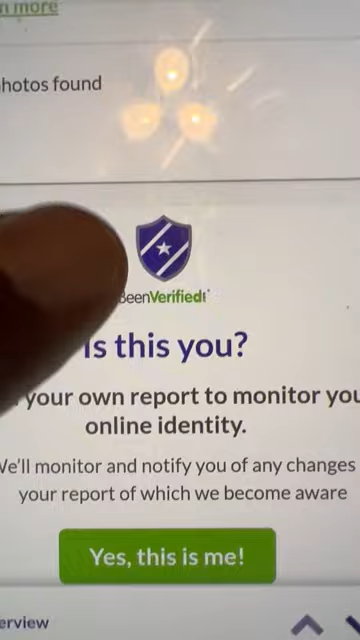 more
hotos found
BeenVerified
Is this you?
your own report to monitor you
online identity.
We'll monitor and notify you of any changes
your report of which we become aware
Yes, this is me!
erview